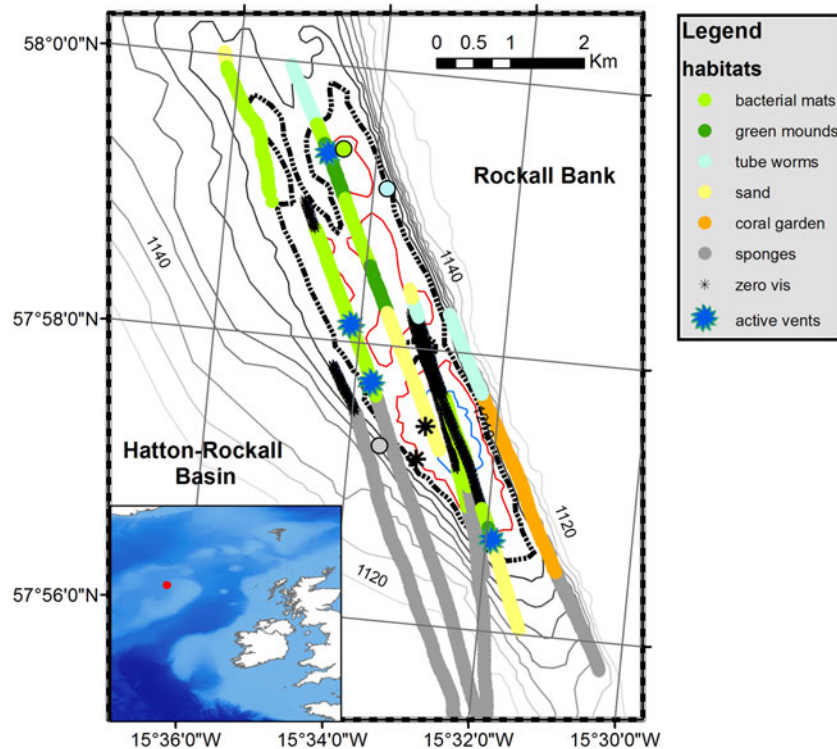 58°0'0"N
0 0.5 1 2
Km
Rockall Bank
1140
1140
57°58'0"N
1210
Hatton-Rockall
Basin
1120
1120
57°56'0"N
15°36'0"W 15°34'0"W 15°32'0"W 15°30'0"W
Legend
habitats
bacterial mats
green mounds
tube worms
sand
coral garden
sponges
zero vis
active vents